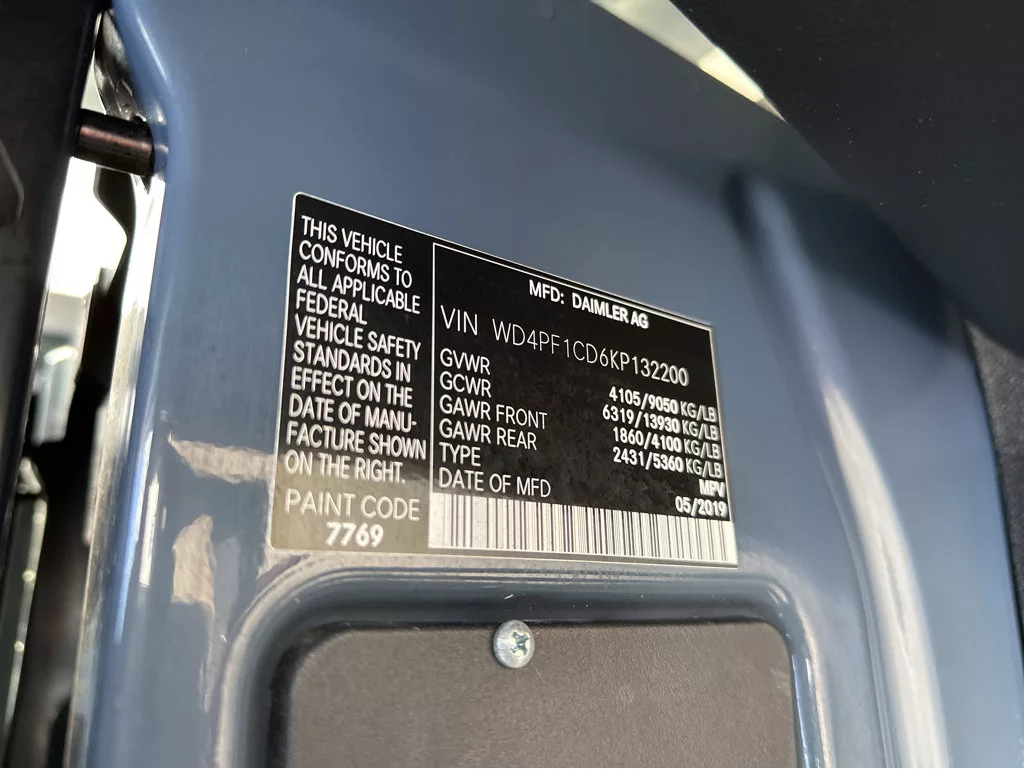 THIS VEHICLE
CONFORMS TO
ALL APPLICABLE
FEDERAL
VEHICLE SAFETY
STANDARDS IN
EFFECT ON THE
DATE OF MANU-
FACTURE SHOWN
ON THE RIGHT.
PAINT CODE
7769
MFD: DAIMLER AG
VIN WD4PF1CD6KP132200
GVWR 4105/9050 KG/LB
GCWR 6319/13930 KG/LB
GAWR FRONT 1860/4100 KG/LB
GAWR REAR 2431/5360 KG/LB
TYPE MPV
DATE OF MFD 05/2019